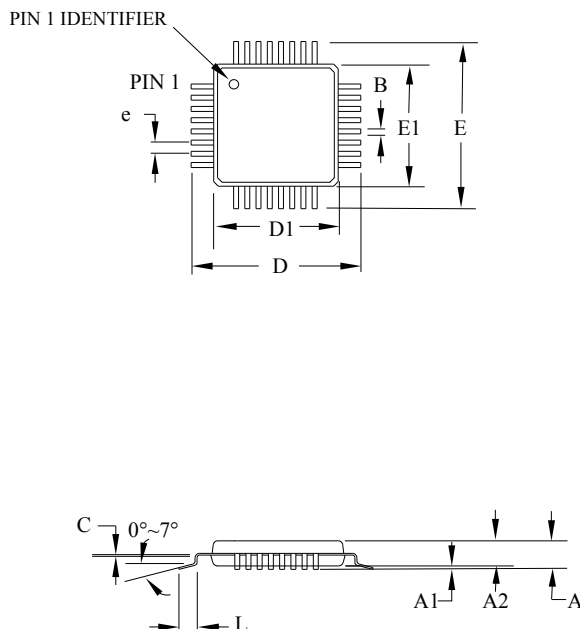 PIN 1 IDENTIFIER
PIN 1
B
e
E1
E
D1
D
C
0°~7°
A1
A2
A
L